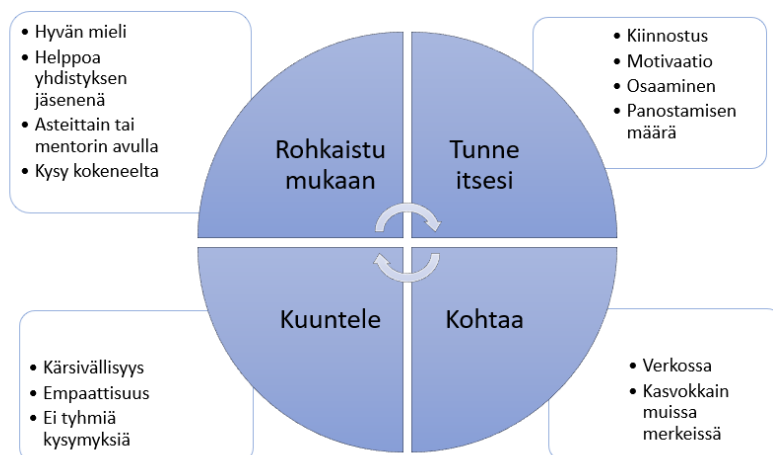 • Hyvän mieli
• Helppoa
yhdistyksen
jäsenenä
• Asteittain tai
mentorin avulla
• Kysy kokeneelta
Rohkaistu
mukaan
Tunne
itsesi
• Kiinnostus
• Motivaatio
• Osaaminen
• Panostamisen
määrä
• Kärsivällisyys
• Empaattisuus
• Ei tyhmiä
kysymyksiä
Kuuntele
Kohtaa
• Verkossa
• Kasvokkain
muissa
merkeissä